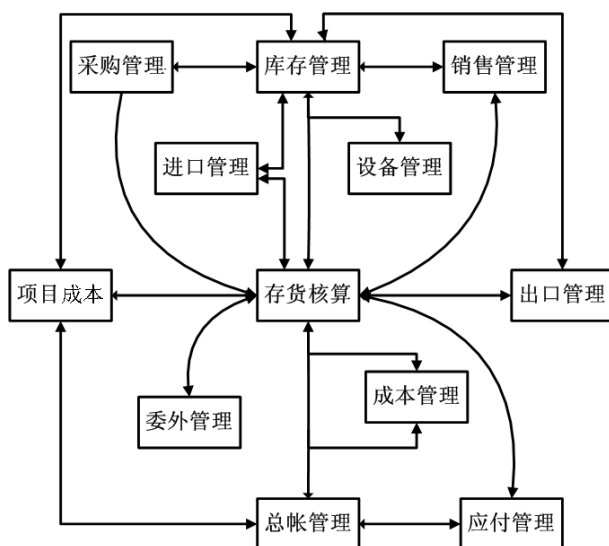 采购管理
库存管理
销售管理
进口管理
设备管理
项目成本
存货核算
出口管理
成本管理
委外管理
总帐管理
应付管理